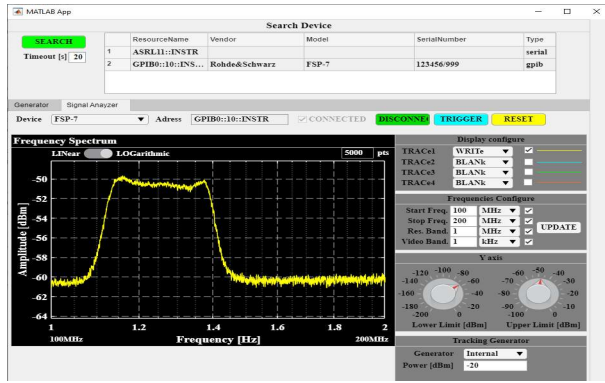 MATLAB App
Search Device
SEARCH
Timeout [s] 20
ResourceName Vendor Model SerialNumber Type
1 ASRL11::INSTR serial
2 GPIB0::10::INS... Rohde&Schwarz FSP-7 123456/999 gpib
Generator Signal Anayzer
Device FSP-7 Adress GPIB0::10::INSTR CONNECTED DISCONNEC TRIGGER RESET
Frequency Spectrum
LINear LOGarithmic 5000 pts
-50
-52
-54
-56
-58
-60
-62
-64
Amplitude [dBm]
1 1.2 1.4 1.6 1.8 2
100MHz Frequency [Hz] 200MHz
Display configure
TRACe1 WRITe
TRACe2 BLANk
TRACe3 BLANk
TRACe4 BLANk
Frequencies Configure
Start Freq. 100 MHz
Stop Freq. 200 MHz
Res. Band. 1 MHz
Video Band. 1 kHz
UPDATE
Y axis
-120 -100 -80
-140 -60
-160 -40
-180 -20
-200 0
Lower Limit [dBm]
-60 -50 -40
-70 -30
-80 -20
-90 -10
-100 0
Upper Limit [dBm]
Tracking Generator
Generator Internal
Power [dBm] -20